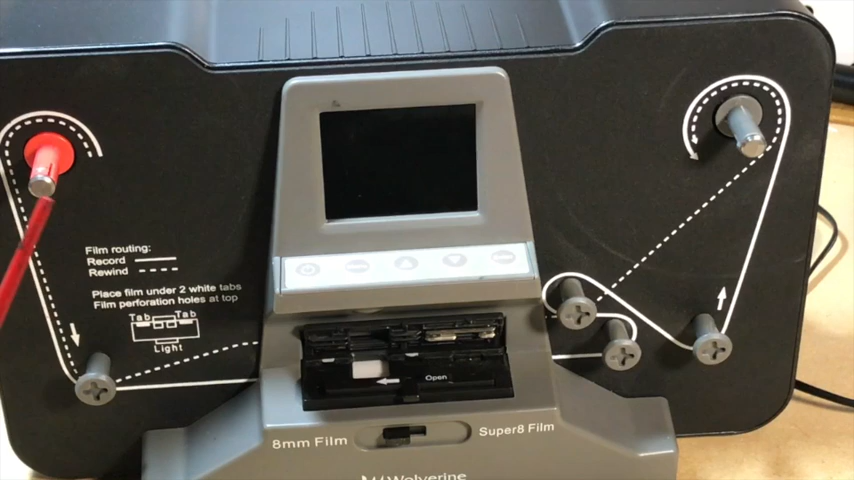 Film routing:
Record
Rewind
Place film under 2 white tabs
Film perforation holes at top
Tab Tab
Light
Open
8mm Film Super8 Film
Wolverine